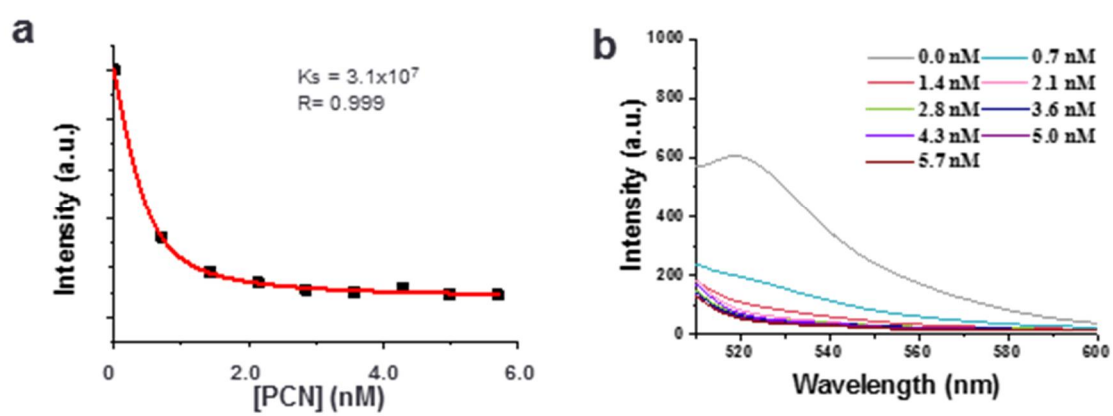 a
Intensity (a.u.)
Ks = 3.1x10⁷
R= 0.999
0 2.0 4.0 6.0
[PCN] (nM)
b
Intensity (a.u.)
1000
800
600
400
200
0
0.0 nM 0.7 nM
1.4 nM 2.1 nM
2.8 nM 3.6 nM
4.3 nM 5.0 nM
5.7 nM
520 540 560 580 600
Wavelength (nm)